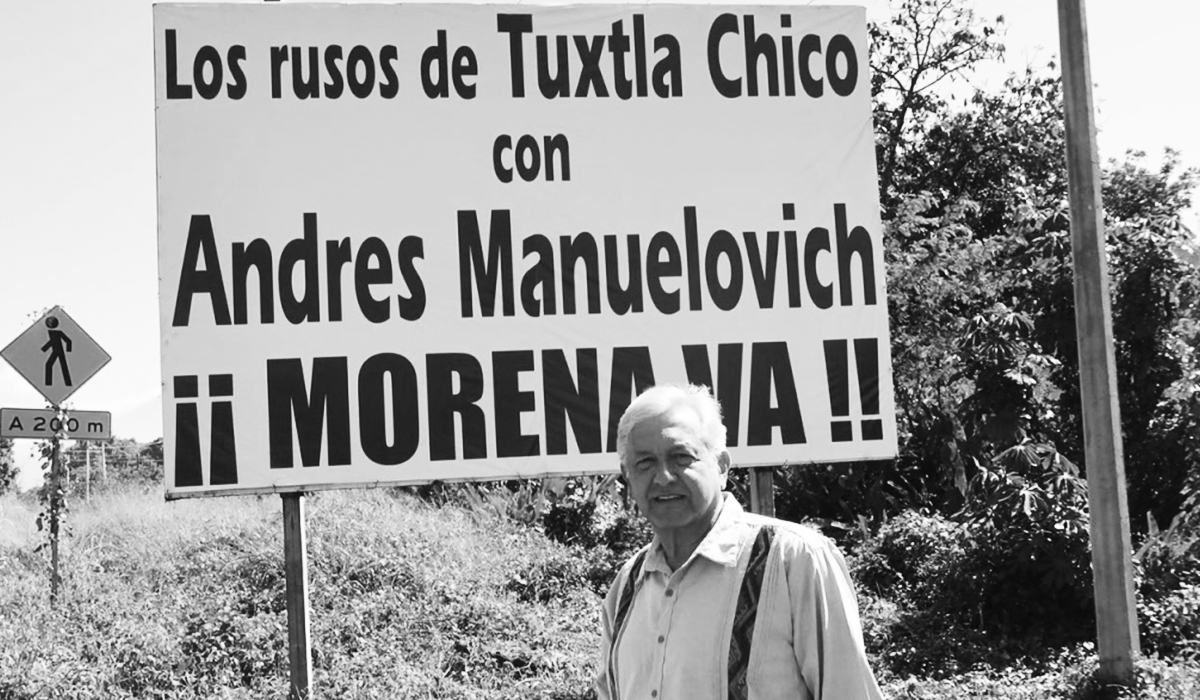 Los rusos de Tuxtla Chico
con
Andres Manuelovich
¡¡ MORENA VA !!
A 200 m